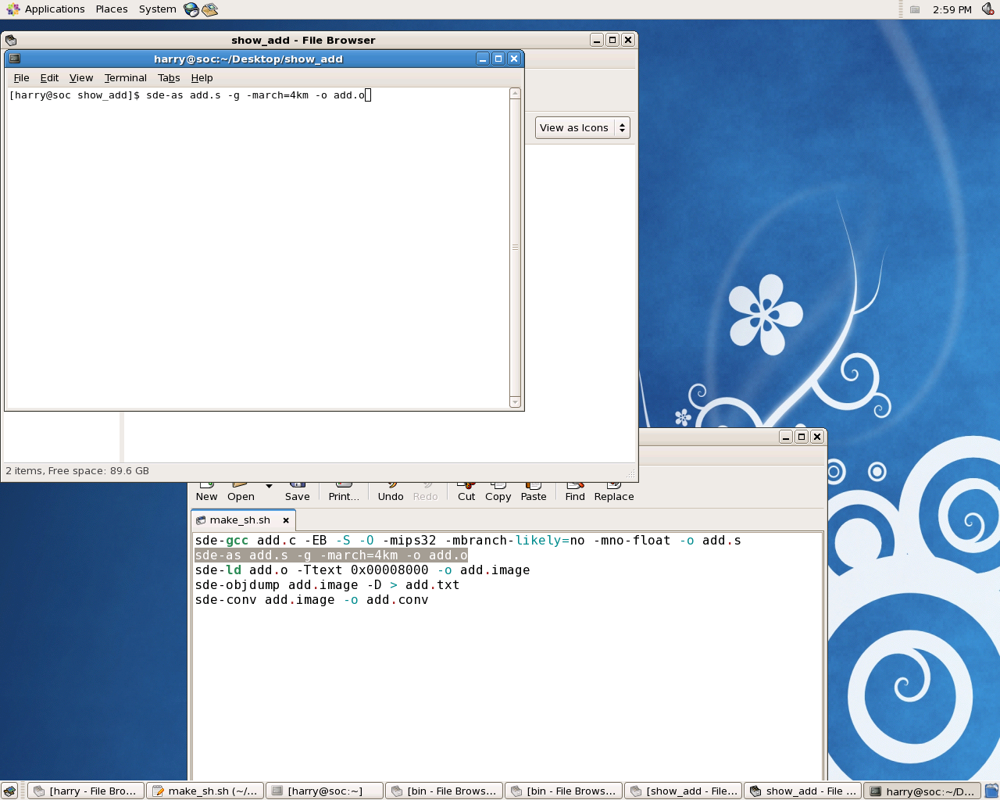 Applications Places System 2:59 PM
show_add - File Browser
harry@soc:~/Desktop/show_add
File Edit View Terminal Tabs Help
[harry@soc show_add]$ sde-as add.s -g -march=4km -o add.o
View as Icons
2 items, Free space: 89.6 GB
New Open Save Print... Undo Redo Cut Copy Paste Find Replace
make_sh.sh
sde-gcc add.c -EB -S -O -mips32 -mbranch-likely=no -mno-float -o add.s
sde-as add.s -g -march=4km -o add.o
sde-ld add.o -Ttext 0x00008000 -o add.image
sde-objdump add.image -D > add.txt
sde-conv add.image -o add.conv
[harry - File Bro... make_sh.sh (~/... [harry@soc:~] [bin - File Brows... [bin - File Brows... [show_add - File... show_add - File ... harry@soc:~/D...